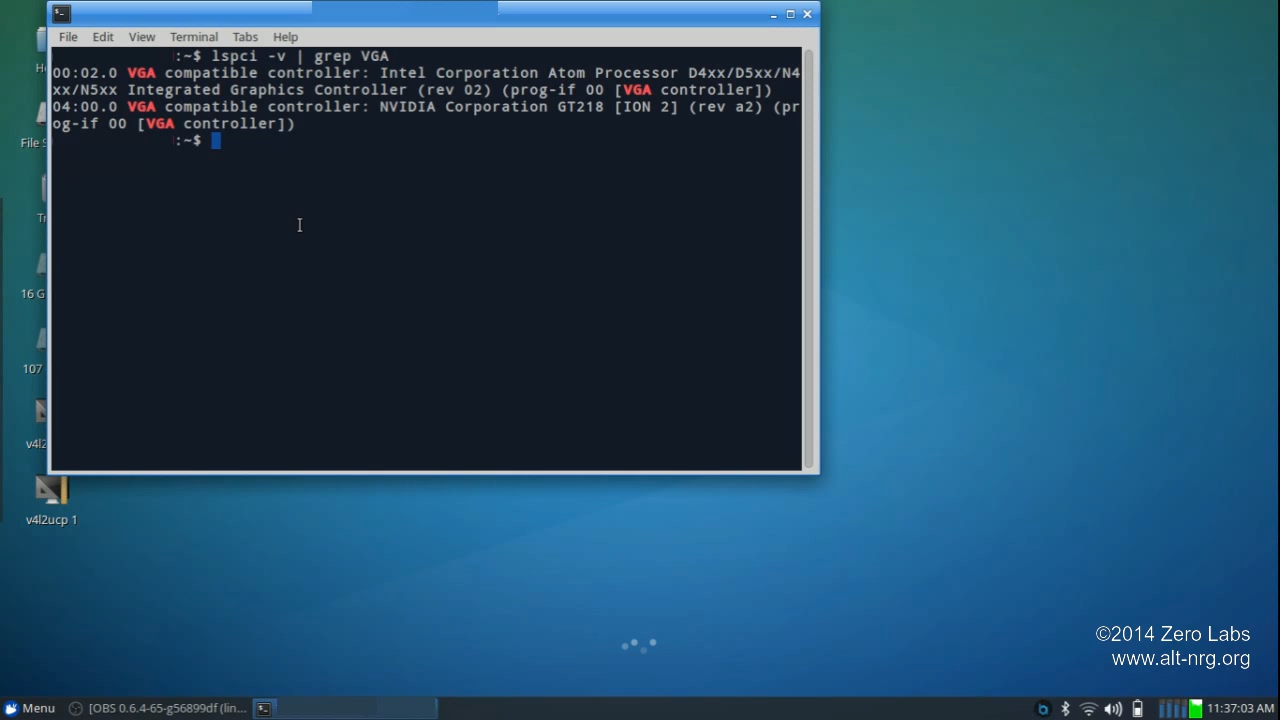 File Edit View Terminal Tabs Help
:~$ lspci -v | grep VGA
00:02.0 VGA compatible controller: Intel Corporation Atom Processor D4xx/D5xx/N4
xx/N5xx Integrated Graphics Controller (rev 02) (prog-if 00 [VGA controller])
04:00.0 VGA compatible controller: NVIDIA Corporation GT218 [ION 2] (rev a2) (pr
og-if 00 [VGA controller])
:~$
File S
16 G
107
v4l2
v4l2ucp 1
©2014 Zero Labs
www.alt-nrg.org
Menu [OBS 0.6.4-65-g56899df (lin... 11:37:03 AM